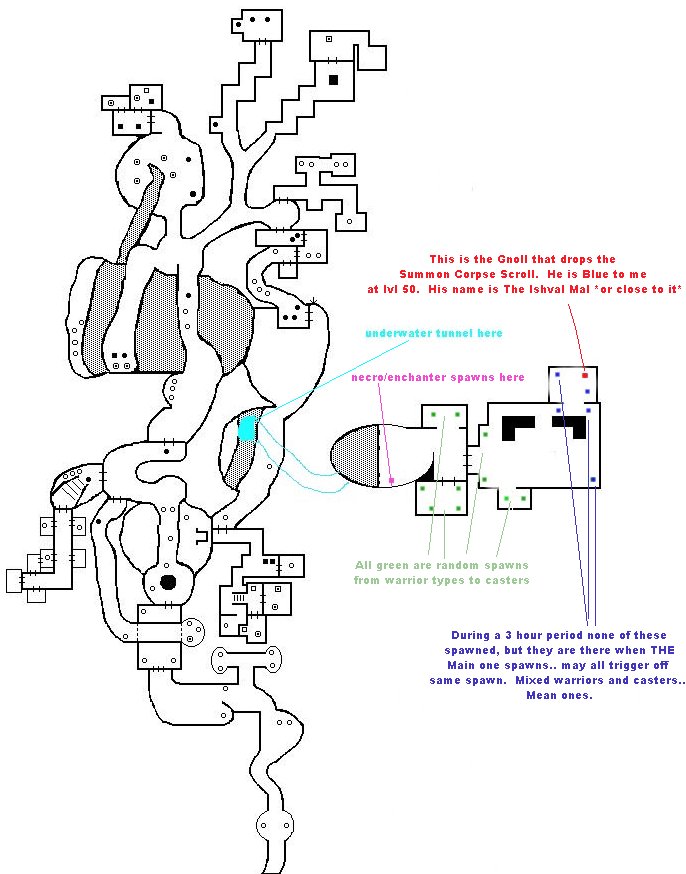 This is the Gnoll that drops the
Summon Corpse Scroll. He is Blue to me
at lvl 50. His name is The Ishval Mal *or close to it*
underwater tunnel here
necro/enchanter spawns here
All green are random spawns
from warrior types to casters
During a 3 hour period none of these
spawned, but they are there when THE
Main one spawns.. may all trigger off
same spawn. Mixed warriors and casters..
Mean ones.